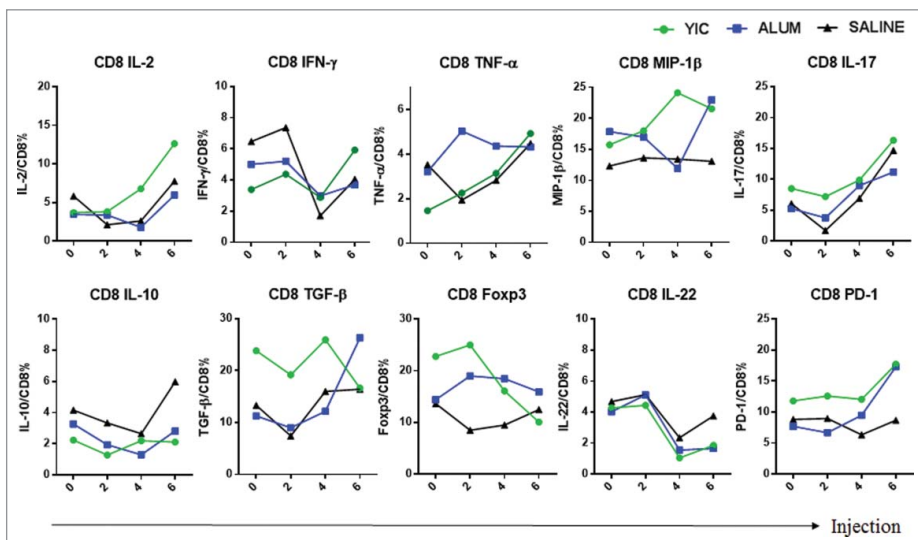 YIC ALUM SALINE
CD8 IL-2
IL-2/CD8%
20
15
10
5
0
0 2 4 6
CD8 IFN-γ
IFN-γ/CD8%
10
8
6
4
2
0
0 2 4 6
CD8 TNF-α
TNF-α/CD8%
6
4
2
0
0 2 4 6
CD8 MIP-1β
MIP-1β/CD8%
25
20
15
10
5
0
0 2 4 6
CD8 IL-17
IL-17/CD8%
25
20
15
10
5
0
0 2 4 6
CD8 IL-10
IL-10/CD8%
10
8
6
4
2
0
0 2 4 6
CD8 TGF-β
TGF-β/CD8%
30
20
10
0
0 2 4 6
CD8 Foxp3
Foxp3/CD8%
30
20
10
0
0 2 4 6
CD8 IL-22
IL-22/CD8%
10
8
6
4
2
0
0 2 4 6
CD8 PD-1
PD-1/CD8%
25
20
15
10
5
0
0 2 4 6
Injection